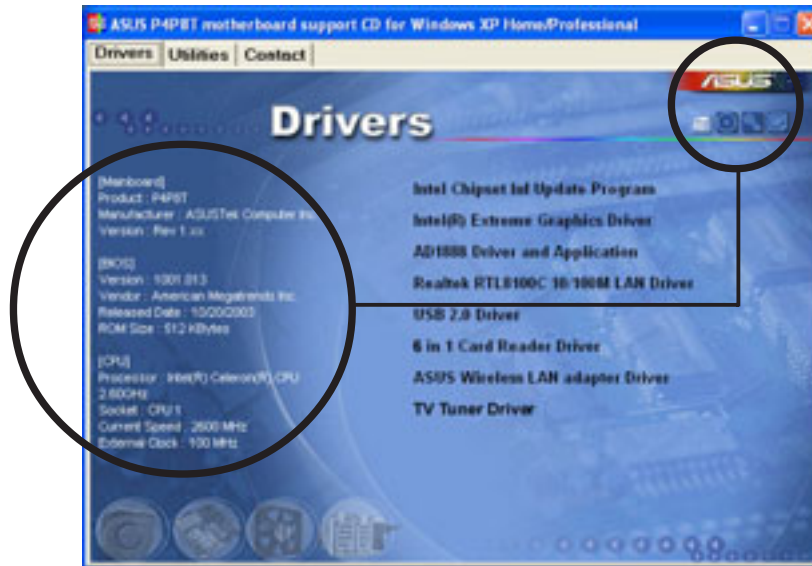 ASUS P4P8T motherboard support CD for Windows XP Home/Professional
Drivers Utilities Contact
ASUS
Drivers
[Mainboard]
Product : P4P8T
Manufacturer : ASUSTek Computer Inc.
Version : Rev 1.xx
[BIOS]
Version : 1001.013
Vendor : American Megatrends Inc.
Released Date : 10/20/2003
ROM Size : 512 KBytes
[CPU]
Processor : Intel(R) Celeron(R) CPU
2.60GHz
Socket : CPU 1
Current Speed : 2600 MHz
External Clock : 100 MHz
Intel Chipset Inf Update Program
Intel(R) Extreme Graphics Driver
AD1888 Driver and Application
Realtek RTL8100C 10/100M LAN Driver
USB 2.0 Driver
6 in 1 Card Reader Driver
ASUS Wireless LAN adapter Driver
TV Tuner Driver